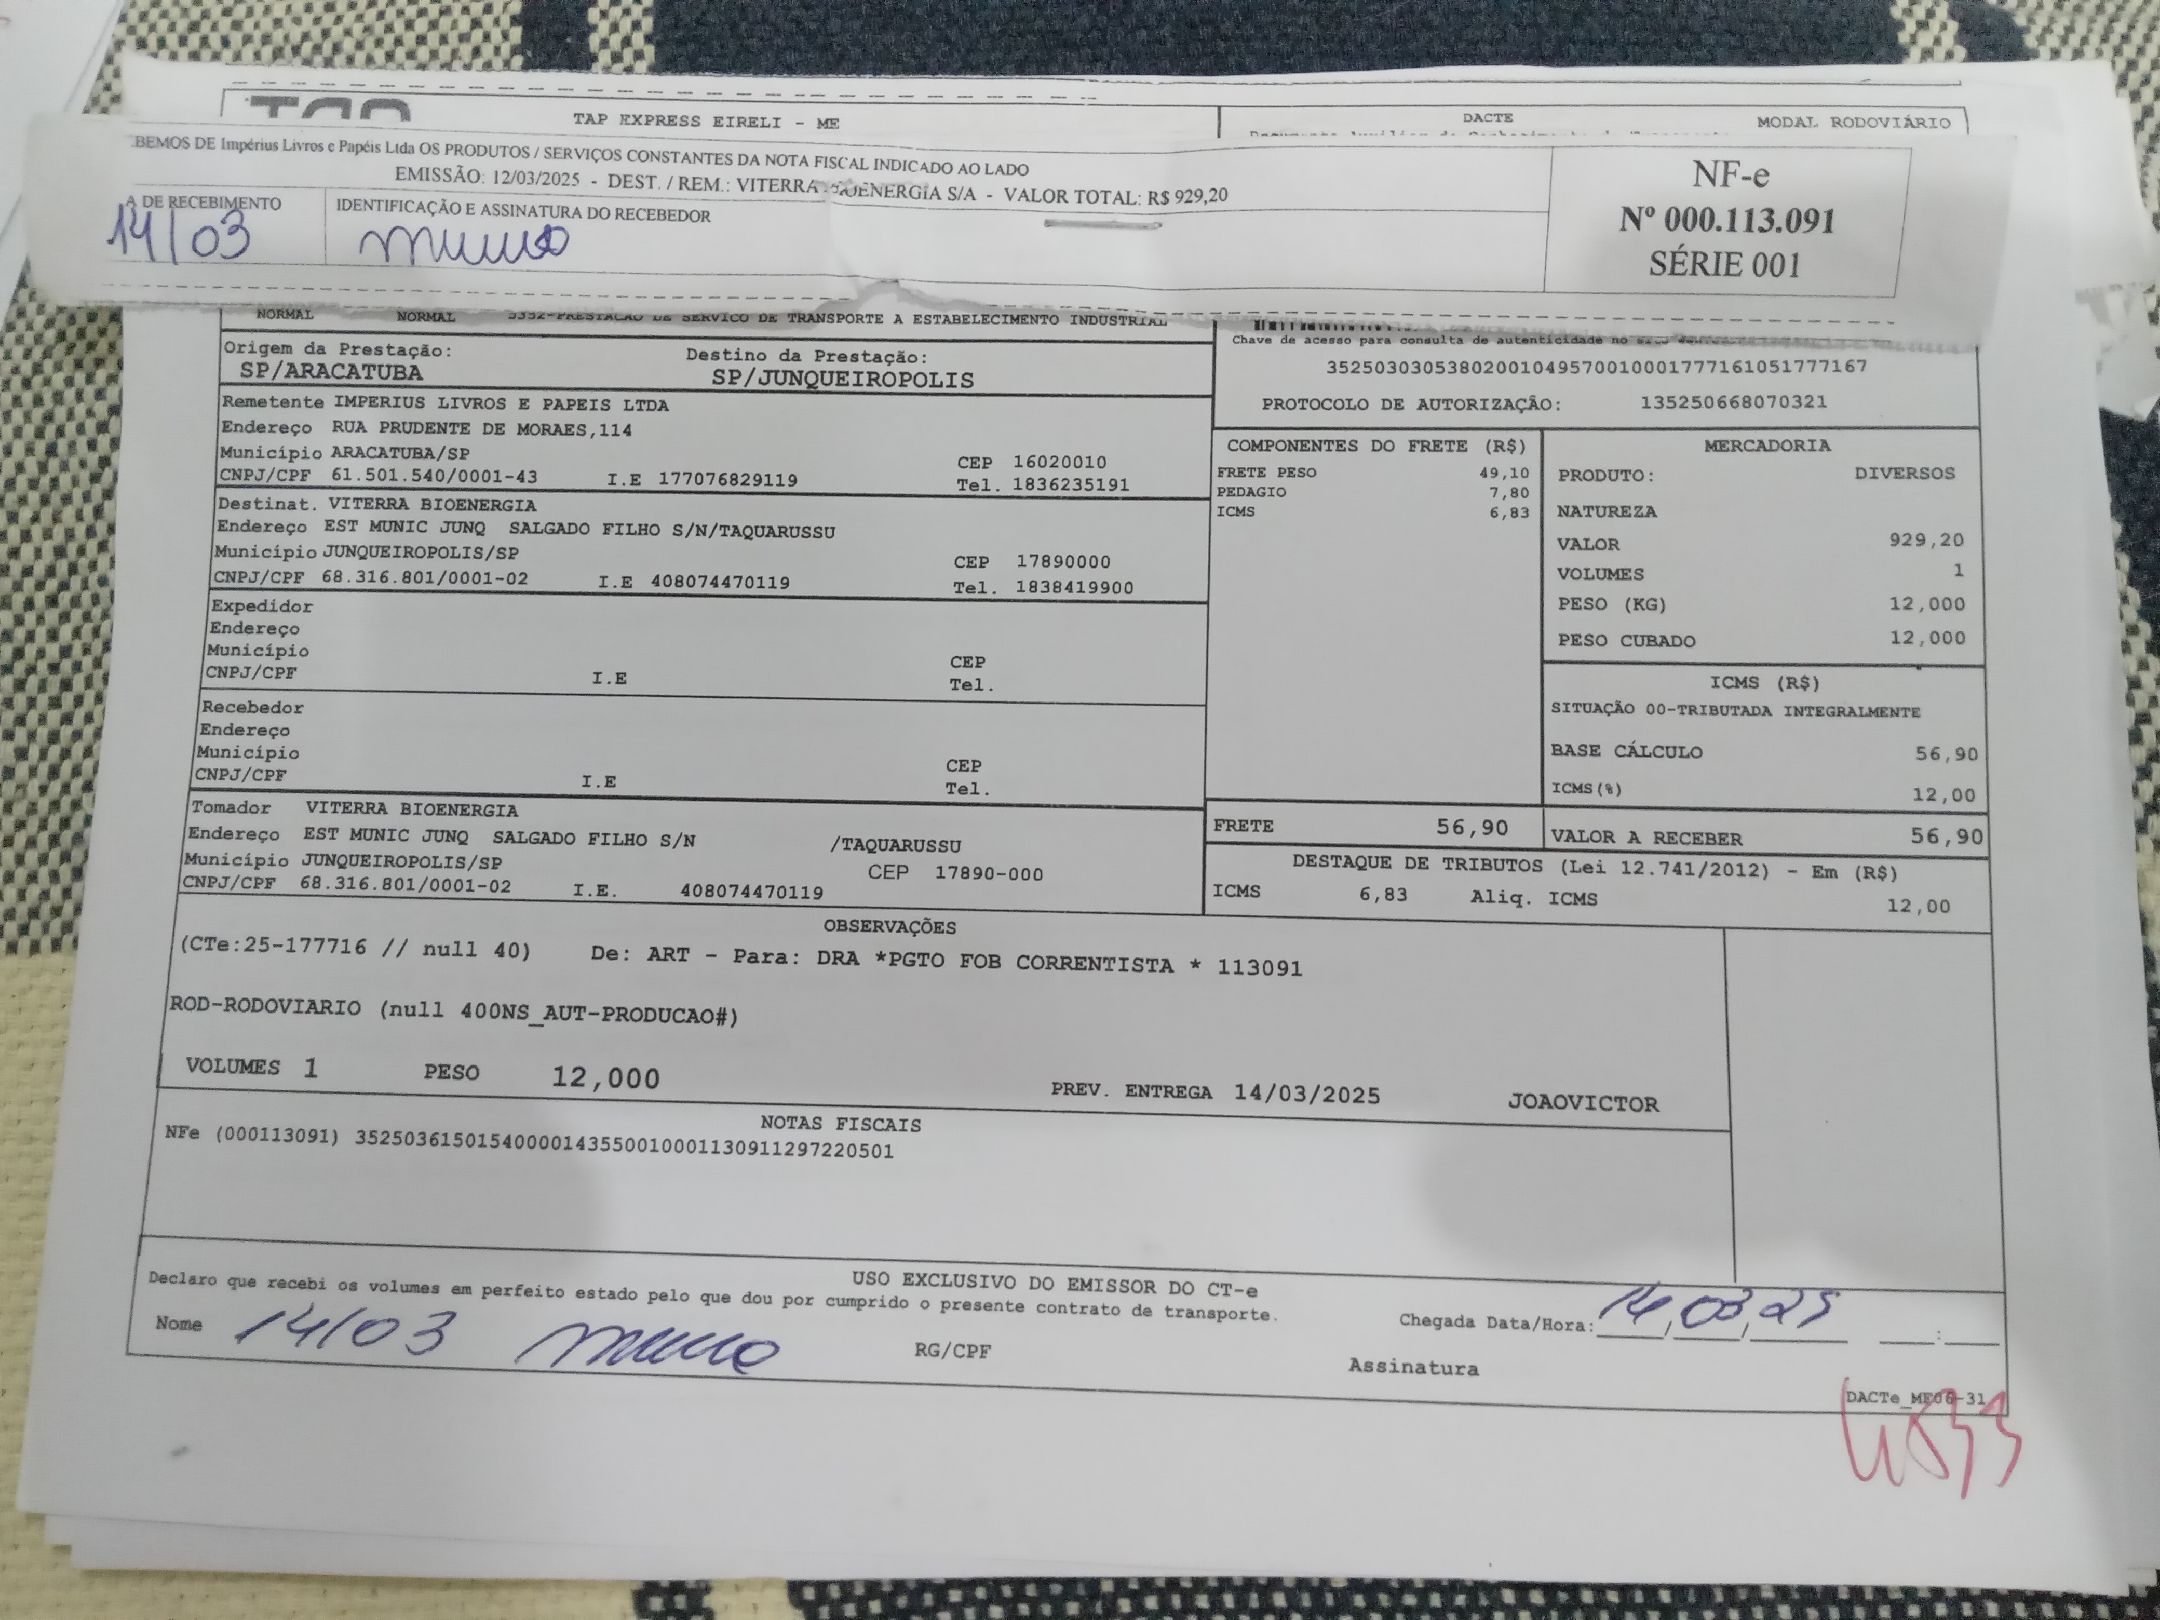 TAP EXPRESS EIRELI - ME
DACTE
MODAL RODOVIÁRIO
BEMOS DE Impérius Livros e Papéis Ltda OS PRODUTOS / SERVIÇOS CONSTANTES DA NOTA FISCAL INDICADO AO LADO
EMISSÃO: 12/03/2025 - DEST. / REM.: VITERRA BIOENERGIA S/A - VALOR TOTAL: R$ 929,20
A DE RECEBIMENTO
14/03
IDENTIFICAÇÃO E ASSINATURA DO RECEBEDOR
NF-e
Nº 000.113.091
SÉRIE 001
NORMAL NORMAL 5352-PRESTACAO DE SERVICO DE TRANSPORTE A ESTABELECIMENTO INDUSTRIAL
Origem da Prestação: Destino da Prestação:
SP/ARACATUBA SP/JUNQUEIROPOLIS
Remetente IMPERIUS LIVROS E PAPEIS LTDA
Endereço RUA PRUDENTE DE MORAES,114
Município ARACATUBA/SP CEP 16020010
CNPJ/CPF 61.501.540/0001-43 I.E 177076829119 Tel. 1836235191
Destinat. VITERRA BIOENERGIA
Endereço EST MUNIC JUNQ SALGADO FILHO S/N/TAQUARUSSU
Município JUNQUEIROPOLIS/SP CEP 17890000
CNPJ/CPF 68.316.801/0001-02 I.E 408074470119 Tel. 1838419900
Expedidor
Endereço
Município CEP
CNPJ/CPF I.E Tel.
Recebedor
Endereço
Município CEP
CNPJ/CPF I.E Tel.
Tomador VITERRA BIOENERGIA
Endereço EST MUNIC JUNQ SALGADO FILHO S/N /TAQUARUSSU
Município JUNQUEIROPOLIS/SP CEP 17890-000
CNPJ/CPF 68.316.801/0001-02 I.E. 408074470119
Chave de acesso para consulta de autenticidade no
35250303053802001049570010001777161051777167
PROTOCOLO DE AUTORIZAÇÃO: 135250668070321
COMPONENTES DO FRETE (R$)
FRETE PESO 49,10
PEDAGIO 7,80
ICMS 6,83
MERCADORIA
PRODUTO: DIVERSOS
NATUREZA
VALOR 929,20
VOLUMES 1
PESO (KG) 12,000
PESO CUBADO 12,000
ICMS (R$)
SITUAÇÃO 00-TRIBUTADA INTEGRALMENTE
BASE CÁLCULO 56,90
ICMS(%) 12,00
FRETE 56,90
VALOR A RECEBER 56,90
DESTAQUE DE TRIBUTOS (Lei 12.741/2012) - Em (R$)
ICMS 6,83 Aliq. ICMS 12,00
OBSERVAÇÕES
(CTe:25-177716 // null 40) De: ART - Para: DRA *PGTO FOB CORRENTISTA * 113091
ROD-RODOVIARIO (null 400NS_AUT-PRODUCAO#)
VOLUMES 1 PESO 12,000 PREV. ENTREGA 14/03/2025 JOAOVICTOR
NOTAS FISCAIS
NFe (000113091) 35250361501540000143550010001130911297220501
USO EXCLUSIVO DO EMISSOR DO CT-e
Declaro que recebi os volumes em perfeito estado pelo que dou por cumprido o presente contrato de transporte.
Nome 14/03 RG/CPF
Chegada Data/Hora: 14/03/25 :
Assinatura
DACTe_ME06-31